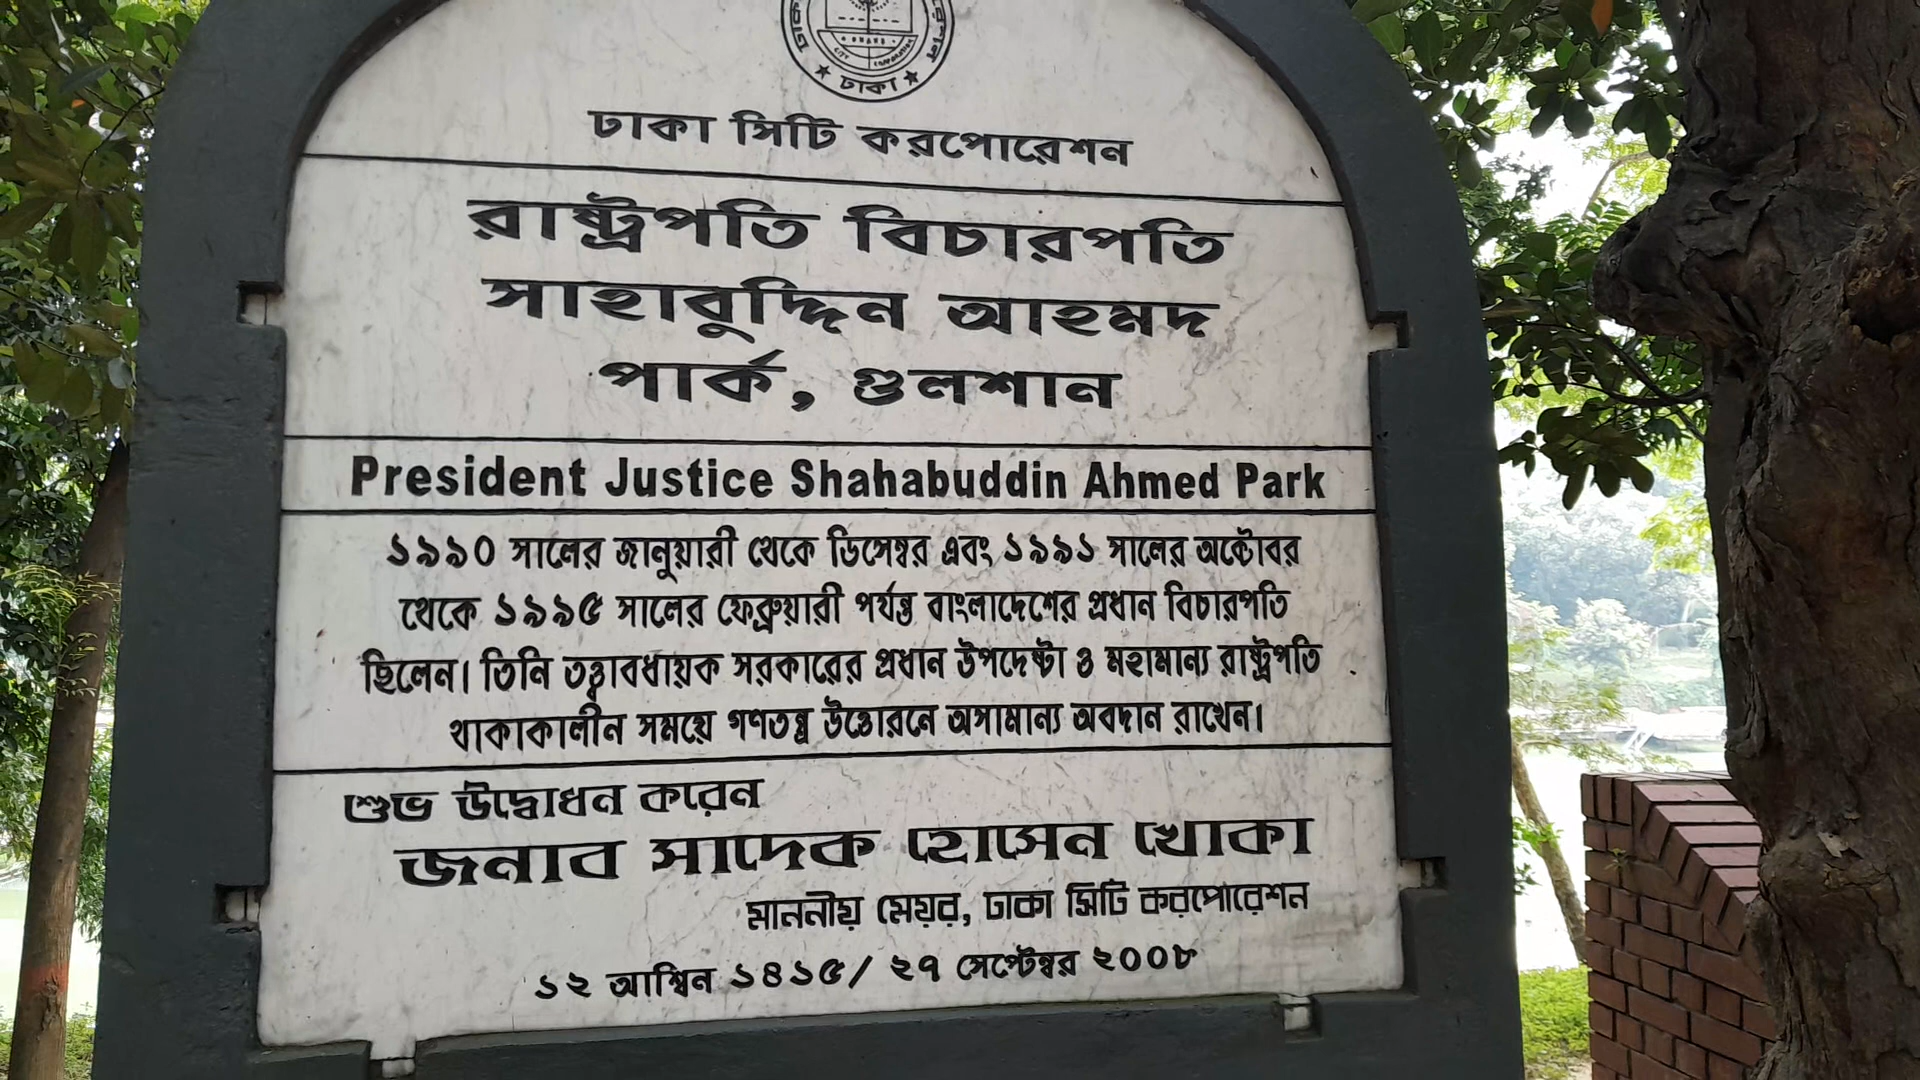 ঢাকা
ঢাকা সিটি করপোরেশন
রাষ্ট্রপতি বিচারপতি
সাহাবুদ্দিন আহমদ
পার্ক, গুলশান
President Justice Shahabuddin Ahmed Park
১৯৯০ সালের জানুয়ারী থেকে ডিসেম্বর এবং ১৯৯১ সালের অক্টোবর
থেকে ১৯৯৫ সালের ফেব্রুয়ারী পর্যন্ত বাংলাদেশের প্রধান বিচারপতি
ছিলেন। তিনি তত্ত্বাবধায়ক সরকারের প্রধান উপদেষ্টা ও মহামান্য রাষ্ট্রপতি
থাকাকালীন সময়ে গণতন্ত্র উত্তোরনে অসামান্য অবদান রাখেন।
শুভ উদ্বোধন করেন
জনাব সাদেক হোসেন খোকা
মাননীয় মেয়র, ঢাকা সিটি করপোরেশন
১২ আশ্বিন ১৪১৫/ ২৭ সেপ্টেম্বর ২০০৮